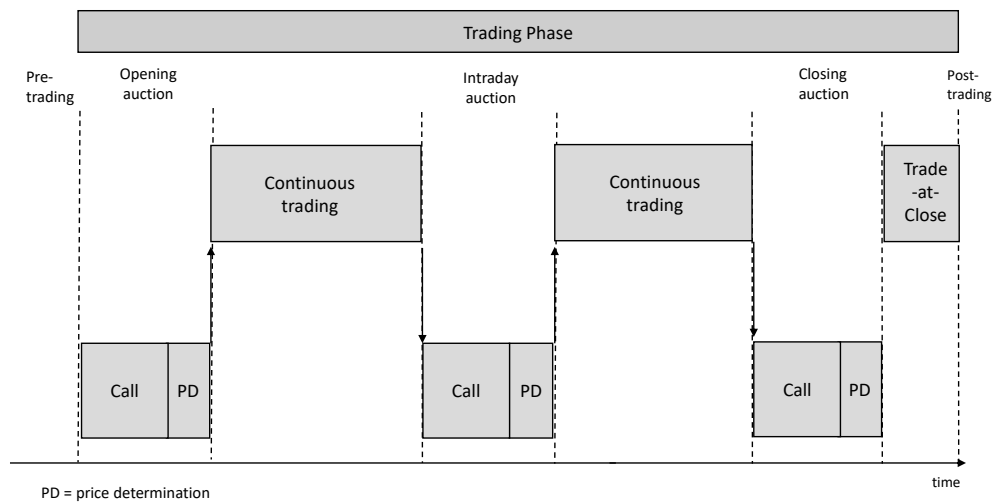 Trading Phase
Pre-
trading
Opening
auction
Intraday
auction
Closing
auction
Post-
trading
Continuous
trading
Continuous
trading
Trade
-at-
Close
Call
PD
Call
PD
Call
PD
time
PD = price determination